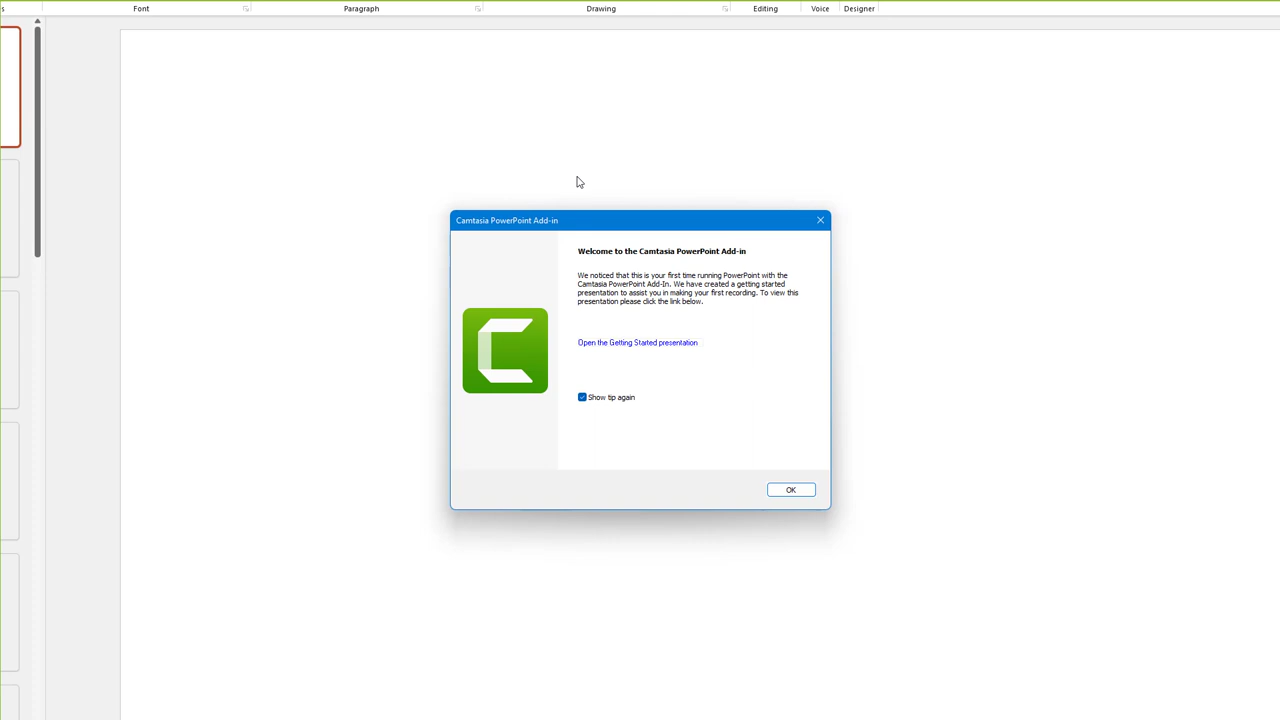 s Font Paragraph Drawing Editing Voice Designer
Camtasia PowerPoint Add-in
Welcome to the Camtasia PowerPoint Add-in
We noticed that this is your first time running PowerPoint with the
Camtasia PowerPoint Add-In. We have created a getting started
presentation to assist you in making your first recording. To view this
presentation please click the link below.
Open the Getting Started presentation
Show tip again
OK